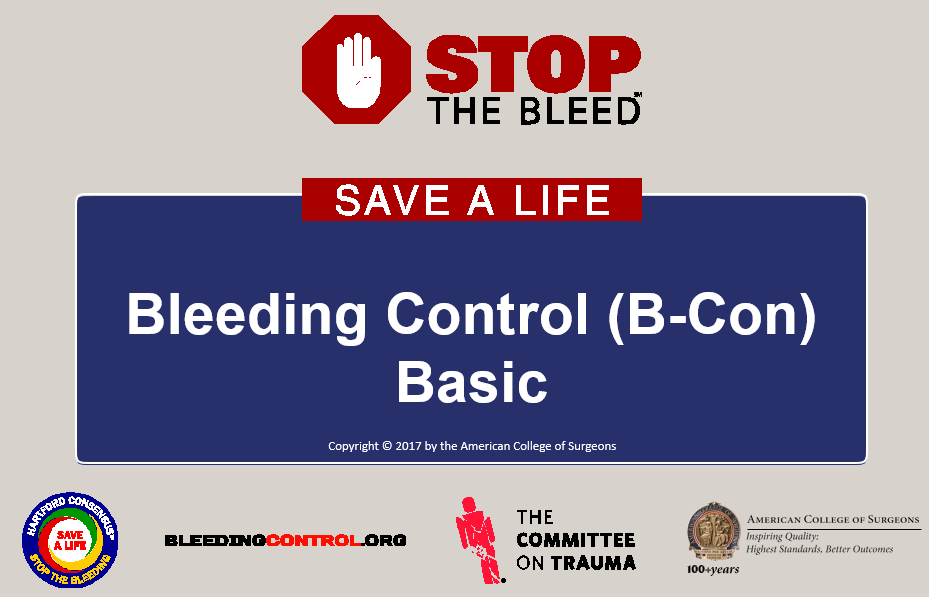 STOP
THE BLEED℠
SAVE A LIFE
Bleeding Control (B-Con)
Basic
Copyright © 2017 by the American College of Surgeons
HARTFORD CONSENSUS®
SAVE
A LIFE
STOP THE BLEEDING
BLEEDINGCONTROL.ORG
THE
COMMITTEE
ON TRAUMA
AMERICAN COLLEGE OF SURGEONS
Inspiring Quality:
Highest Standards, Better Outcomes
100+years